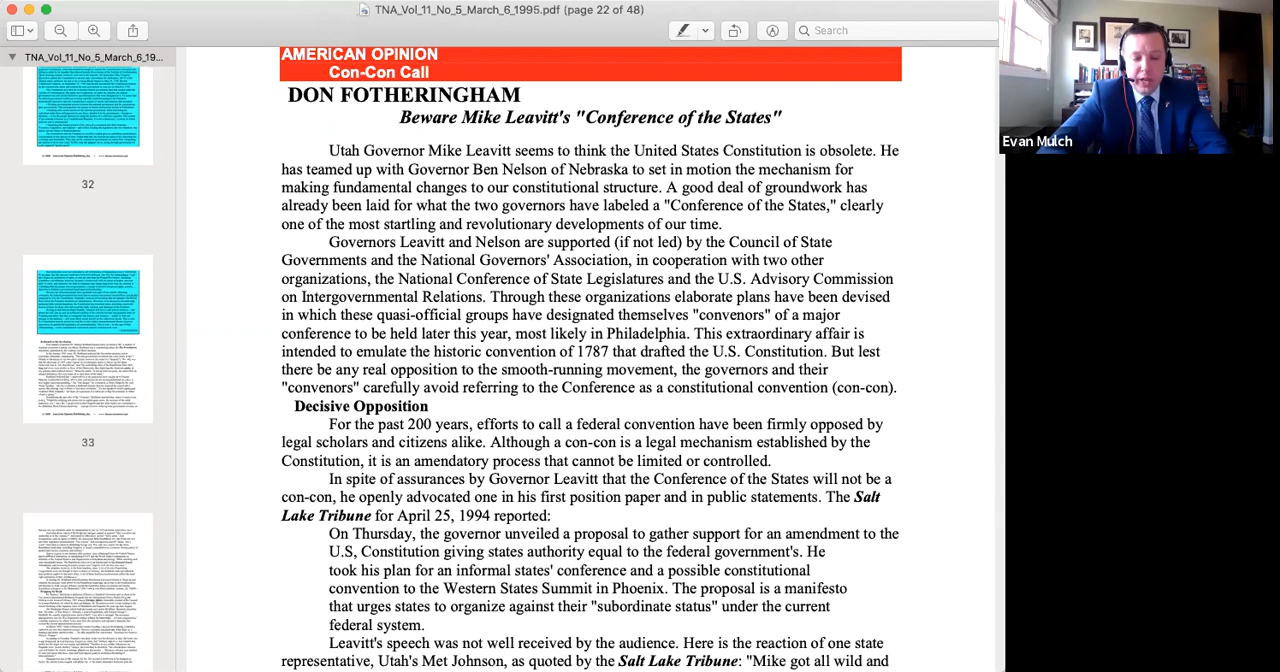 TNA_Vol_11_No_5_March_6_1995.pdf (page 22 of 48)
Search
TNA_Vol_11_No_5_March_6_19...
32
33
Evan Mulch
AMERICAN OPINION
Con-Con Call
DON FOTHERINGHAM
Beware Mike Leavitt's "Conference of the States"
Utah Governor Mike Leavitt seems to think the United States Constitution is obsolete. He
has teamed up with Governor Ben Nelson of Nebraska to set in motion the mechanism for
making fundamental changes to our constitutional structure. A good deal of groundwork has
already been laid for what the two governors have labeled a "Conference of the States," clearly
one of the most startling and revolutionary developments of our time.
Governors Leavitt and Nelson are supported (if not led) by the Council of State
Governments and the National Governors' Association, in cooperation with two other
organizations, the National Conference of State Legislatures and the U.S. Advisory Commission
on Intergovernmental Relations. Through these organizations elaborate plans have been devised
in which these quasi-official groups have designated themselves "conveners" of a major
conference to be held later this year, most likely in Philadelphia. This extraordinary affair is
intended to emulate the historic convention of 1787 that drafted the U.S. Constitution. But lest
there be any early opposition to their smooth-running movement, the governors and their
"conveners" carefully avoid referring to the Conference as a constitutional convention (con-con).
Decisive Opposition
For the past 200 years, efforts to call a federal convention have been firmly opposed by
legal scholars and citizens alike. Although a con-con is a legal mechanism established by the
Constitution, it is an amendatory process that cannot be limited or controlled.
In spite of assurances by Governor Leavitt that the Conference of the States will not be a
con-con, he openly advocated one in his first position paper and in public statements. The Salt
Lake Tribune for April 25, 1994 reported:
On Thursday, the governor unveiled a proposal to gather support for an amendment to the
U.S. Constitution giving states authority equal to the federal government's. He
took his plan for an informal states' conference and a possible constitutional
convention to the western states summit in Phoenix. The proposal is a manifesto
that urges states to organize against their "subordinate status" under the current
federal system.
Leavitt's speech was well received by the audience. Here is the reaction of one state
representative, Utah's Met Johnson, as quoted by the Salt Lake Tribune: "Mike got all wild and